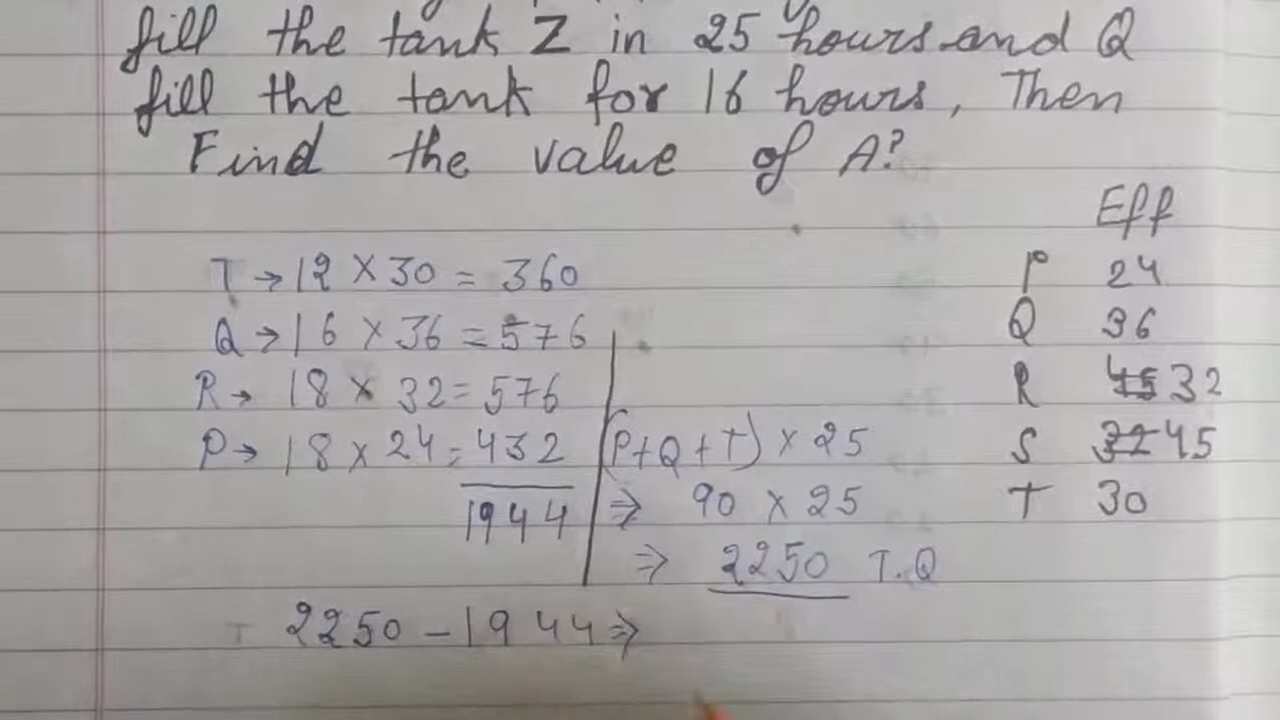 fill the tank Z in 25 hours and Q
fill the tank for 16 hours, Then
Find the value of A?
Eff
T → 12 × 30 = 360
P 24
Q → 16 × 36 = 576
Q 36
R → 18 × 32 = 576
R 45 32
P → 18 × 24 = 432
(P+Q+T) × 25
S 32 45
1944
⇒ 90 × 25
T 30
⇒ 2250 T.Q
2250 - 1944 ⇒